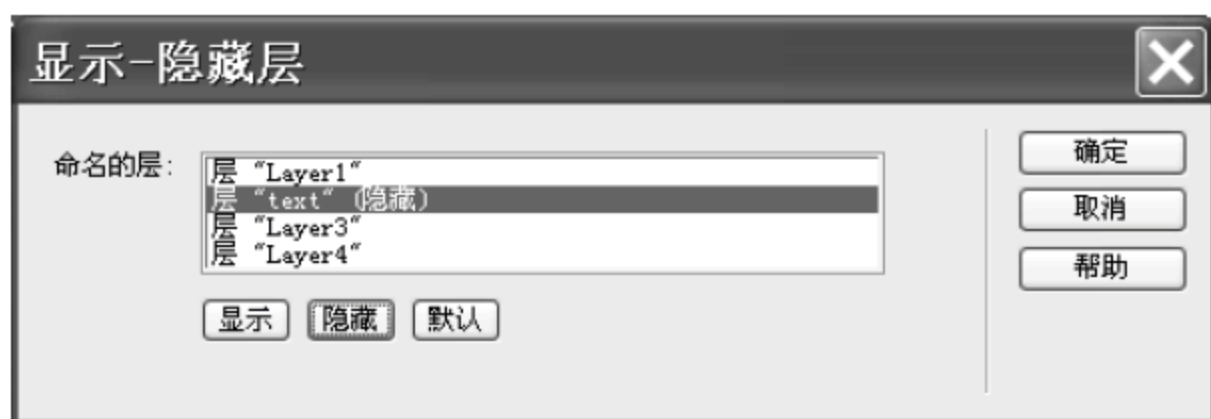 显示-隐藏层
命名的层:
层 "Layer1"
层 "text" (隐藏)
层 "Layer3"
层 "Layer4"
显示 隐藏 默认
确定
取消
帮助